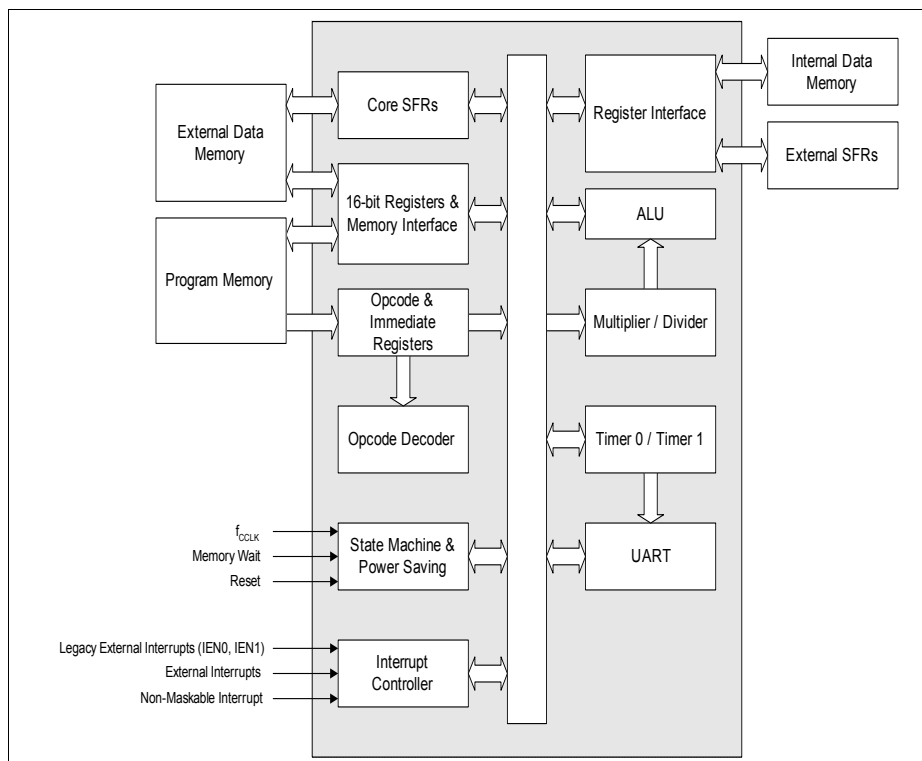 External Data
Memory
Program Memory
Core SFRs
16-bit Registers &
Memory Interface
Opcode &
Immediate
Registers
Opcode Decoder
fCCLK
Memory Wait
Reset
State Machine &
Power Saving
Legacy External Interrupts (IEN0, IEN1)
External Interrupts
Non-Maskable Interrupt
Interrupt
Controller
Register Interface
ALU
Multiplier / Divider
Timer 0 / Timer 1
UART
Internal Data
Memory
External SFRs